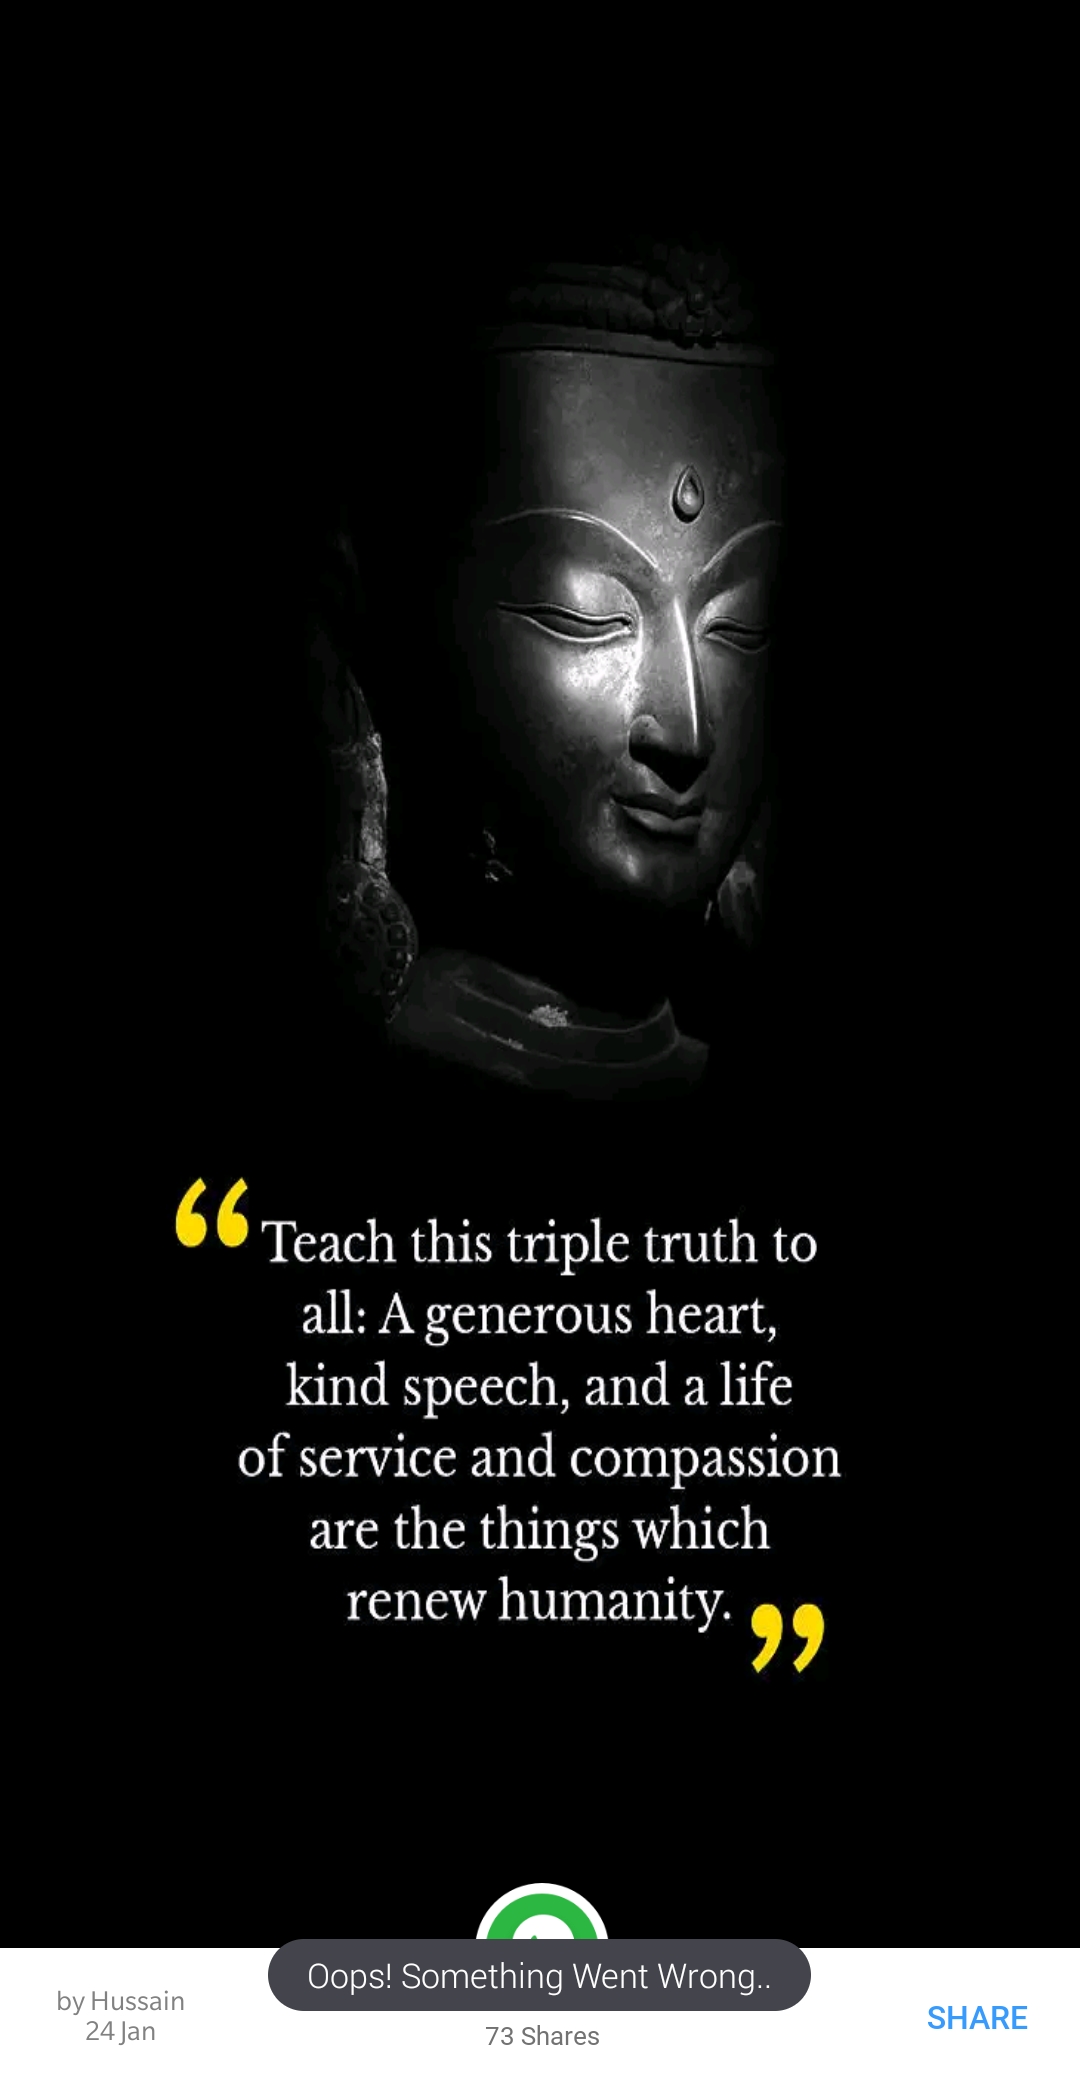 “Teach this triple truth to
all: A generous heart,
kind speech, and a life
of service and compassion
are the things which
renew humanity.”
Oops! Something Went Wrong..
by Hussain
24 Jan
73 Shares
SHARE